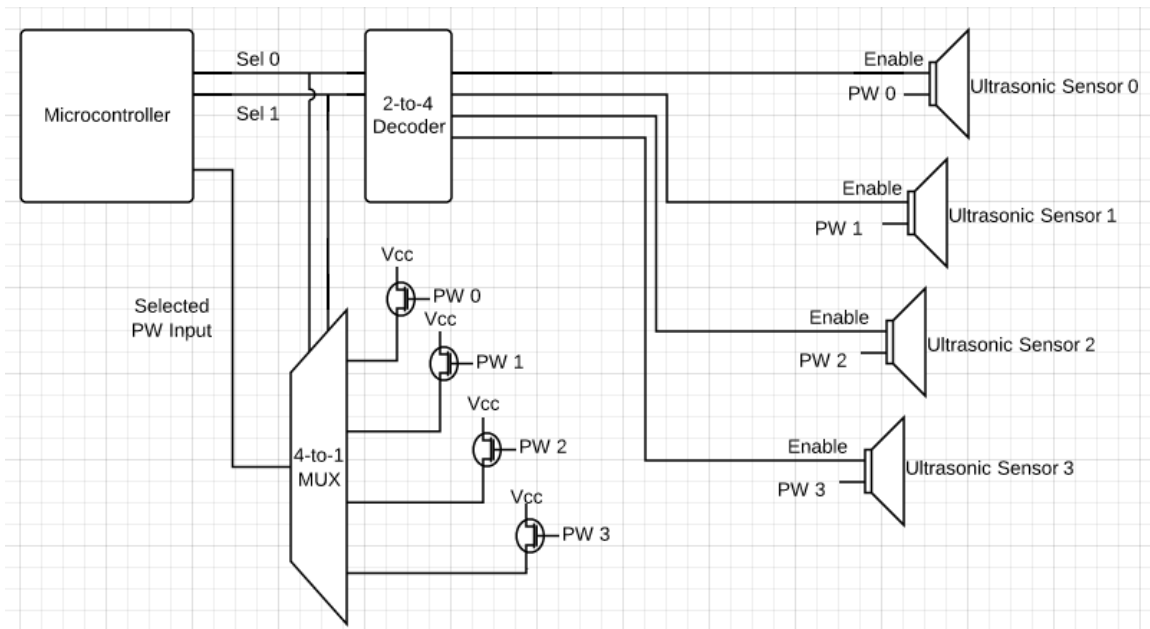 Microcontroller
Sel 0
Sel 1
2-to-4
Decoder
Enable
PW 0
Ultrasonic Sensor 0
Enable
PW 1
Ultrasonic Sensor 1
Enable
PW 2
Ultrasonic Sensor 2
Enable
PW 3
Ultrasonic Sensor 3
Selected
PW Input
4-to-1
MUX
Vcc
PW 0
Vcc
PW 1
Vcc
PW 2
Vcc
PW 3